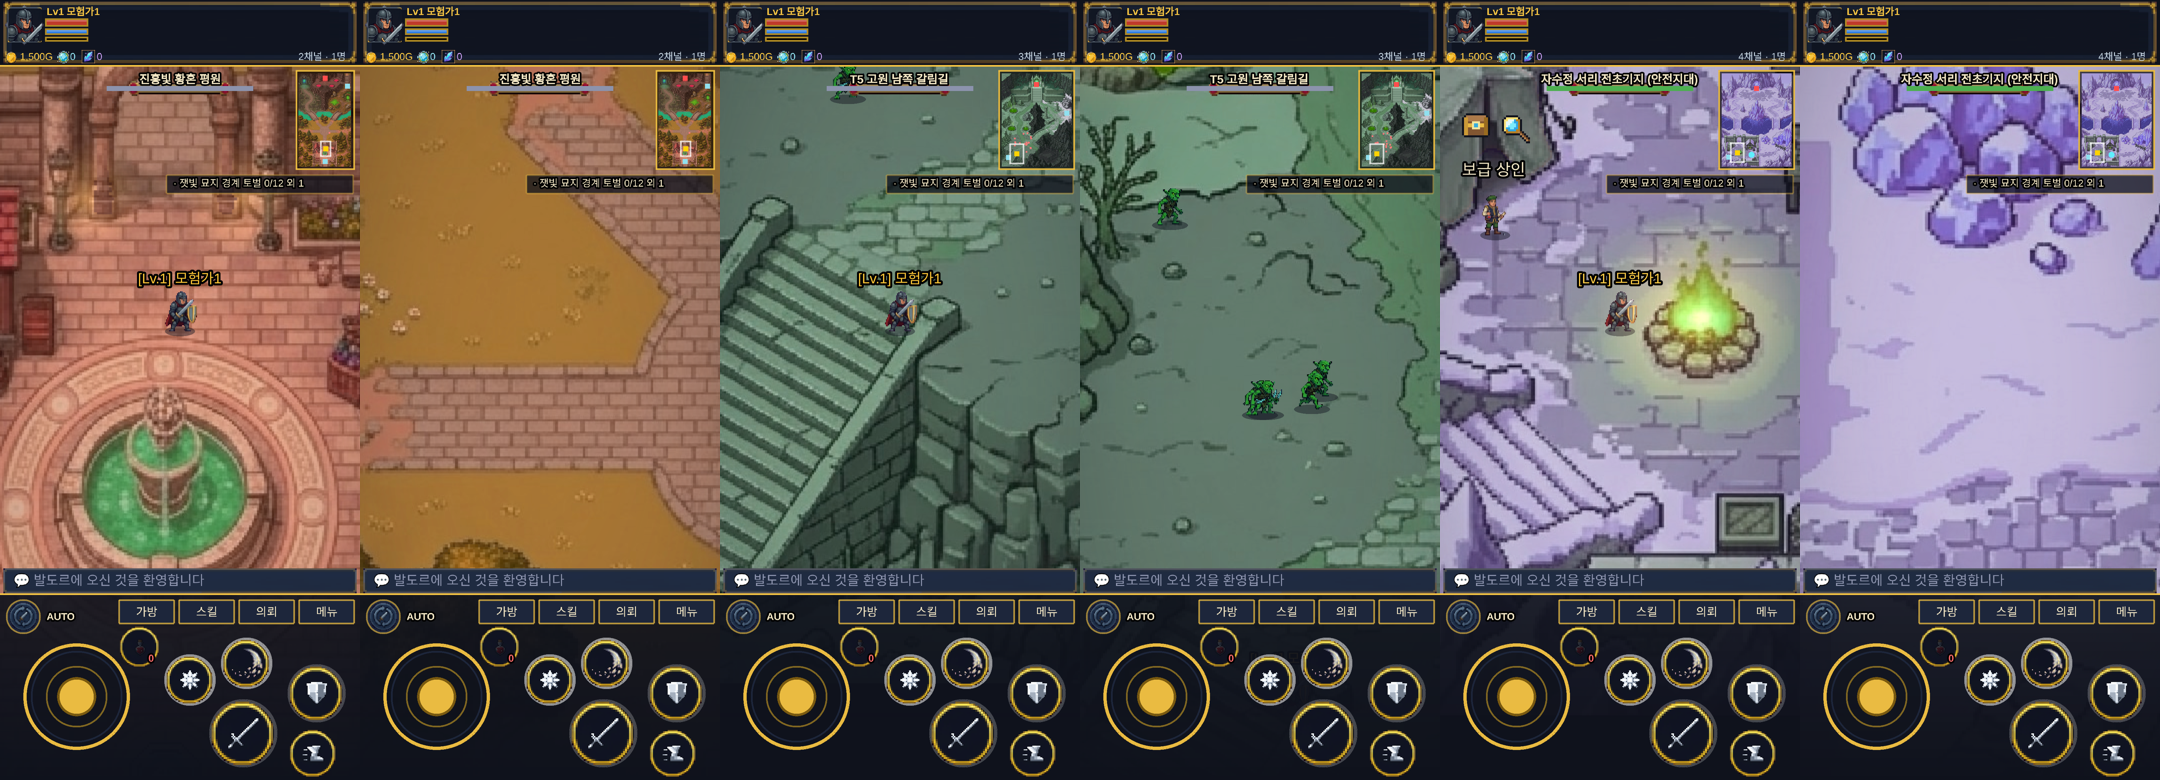 Lv1 모험가1
1,500G 0 0
2채널 · 1명
진홍빛 황혼 평원
· 잿빛 묘지 경계 토벌 0/12 외 1
[Lv.1] 모험가1
발도르에 오신 것을 환영합니다
AUTO
가방 스킬 의뢰 메뉴
0
Lv1 모험가1
1,500G 0 0
2채널 · 1명
진홍빛 황혼 평원
· 잿빛 묘지 경계 토벌 0/12 외 1
발도르에 오신 것을 환영합니다
AUTO
가방 스킬 의뢰 메뉴
0
Lv1 모험가1
1,500G 0 0
3채널 · 1명
T5 고원 남쪽 갈림길
· 잿빛 묘지 경계 토벌 0/12 외 1
[Lv.1] 모험가1
발도르에 오신 것을 환영합니다
AUTO
가방 스킬 의뢰 메뉴
0
Lv1 모험가1
1,500G 0 0
3채널 · 1명
T5 고원 남쪽 갈림길
· 잿빛 묘지 경계 토벌 0/12 외 1
발도르에 오신 것을 환영합니다
AUTO
가방 스킬 의뢰 메뉴
0
Lv1 모험가1
1,500G 0 0
4채널 · 1명
자수정 서리 전초기지 (안전지대)
보급 상인
· 잿빛 묘지 경계 토벌 0/12 외 1
[Lv.1] 모험가1
발도르에 오신 것을 환영합니다
AUTO
가방 스킬 의뢰 메뉴
0
Lv1 모험가1
1,500G 0 0
4채널 · 1명
자수정 서리 전초기지 (안전지대)
· 잿빛 묘지 경계 토벌 0/12 외 1
발도르에 오신 것을 환영합니다
AUTO
가방 스킬 의뢰 메뉴
0